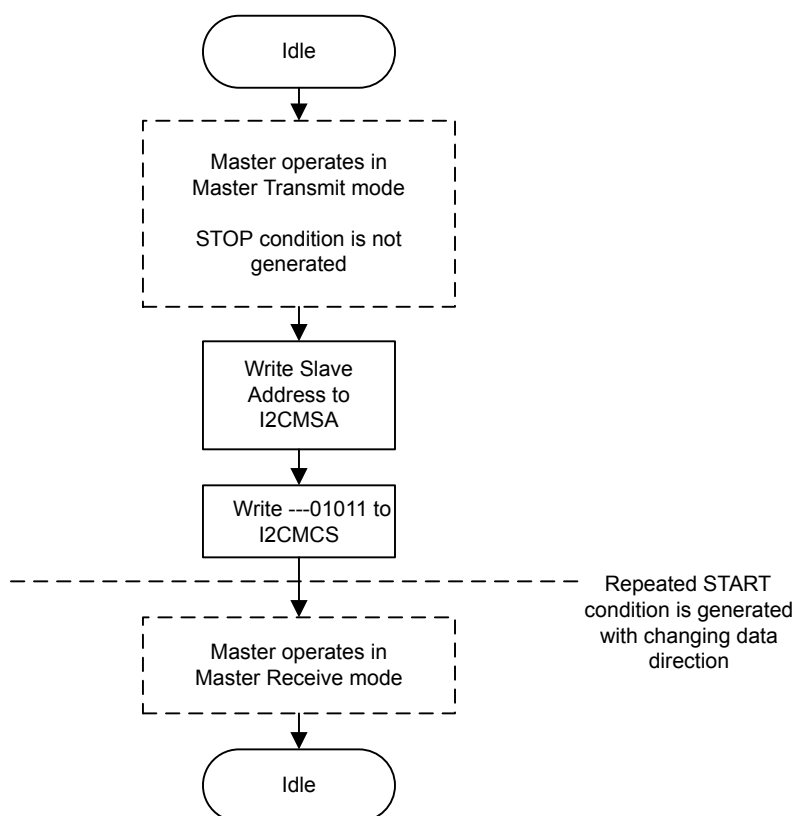 Idle
Master operates in
Master Transmit mode
STOP condition is not
generated
Write Slave
Address to
I2CMSA
Write ---01011 to
I2CMCS
Repeated START
condition is generated
with changing data
direction
Master operates in
Master Receive mode
Idle